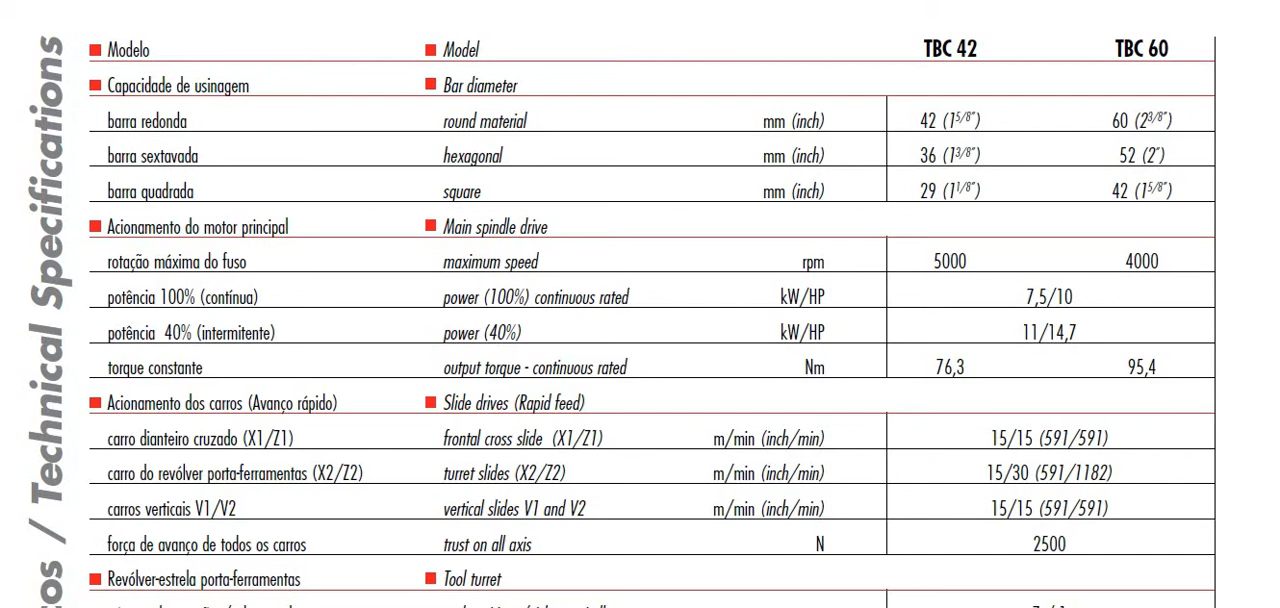 cos / Technical Specifications
Modelo Model TBC 42 TBC 60
Capacidade de usinagem Bar diameter
barra redonda round material mm (inch) 42 (1 5/8") 60 (2 3/8")
barra sextavada hexagonal mm (inch) 36 (1 3/8") 52 (2")
barra quadrada square mm (inch) 29 (1 1/8") 42 (1 5/8")
Acionamento do motor principal Main spindle drive
rotação máxima do fuso maximum speed rpm 5000 4000
potência 100% (contínua) power (100%) continuous rated kW/HP 7,5/10
potência 40% (intermitente) power (40%) kW/HP 11/14,7
torque constante output torque - continuous rated Nm 76,3 95,4
Acionamento dos carros (Avanço rápido) Slide drives (Rapid feed)
carro dianteiro cruzado (X1/Z1) frontal cross slide (X1/Z1) m/min (inch/min) 15/15 (591/591)
carro do revólver porta-ferramentas (X2/Z2) turret slides (X2/Z2) m/min (inch/min) 15/30 (591/1182)
carros verticais V1/V2 vertical slides V1 and V2 m/min (inch/min) 15/15 (591/591)
força de avanço de todos os carros trust on all axis N 2500
Revólver-estrela porta-ferramentas Tool turret